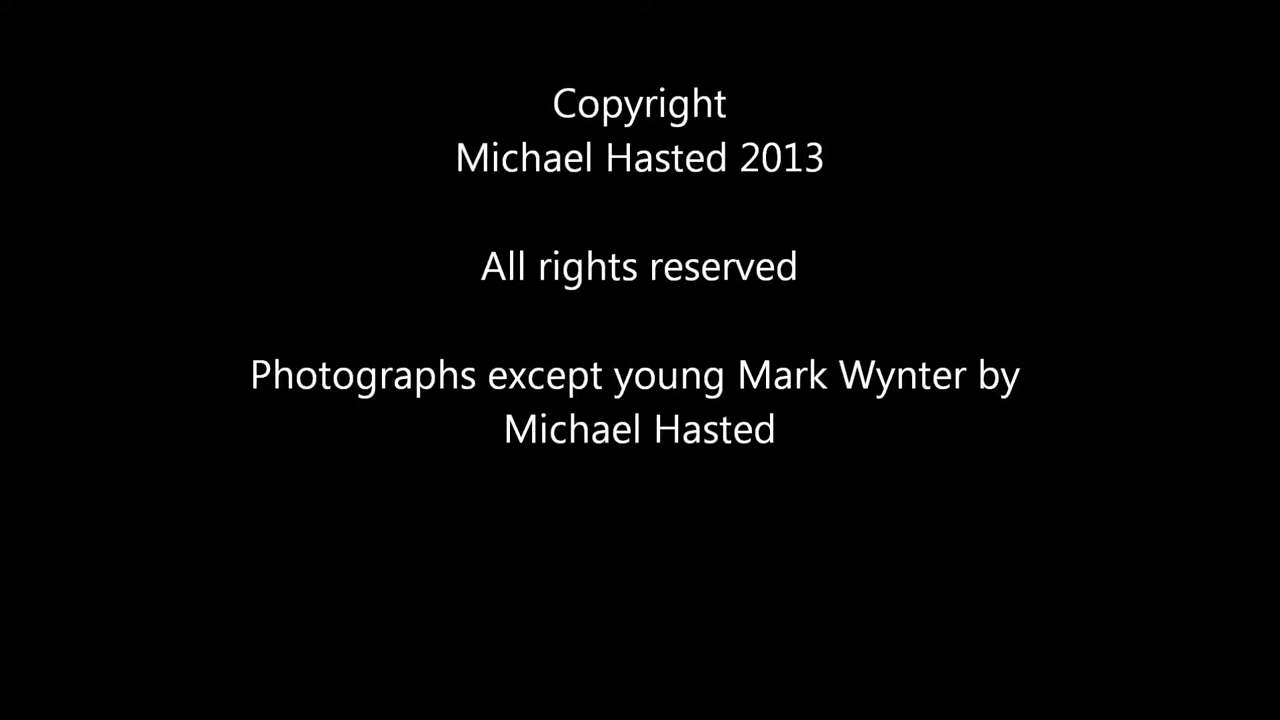 Copyright
Michael Hasted 2013
All rights reserved
Photographs except young Mark Wynter by
Michael Hasted